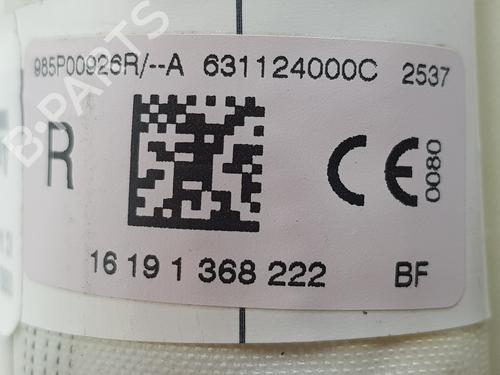 985P00926R/--A 631124000C 2537
R
CE
0080
16 19 1 368 222 BF
B-PARTS